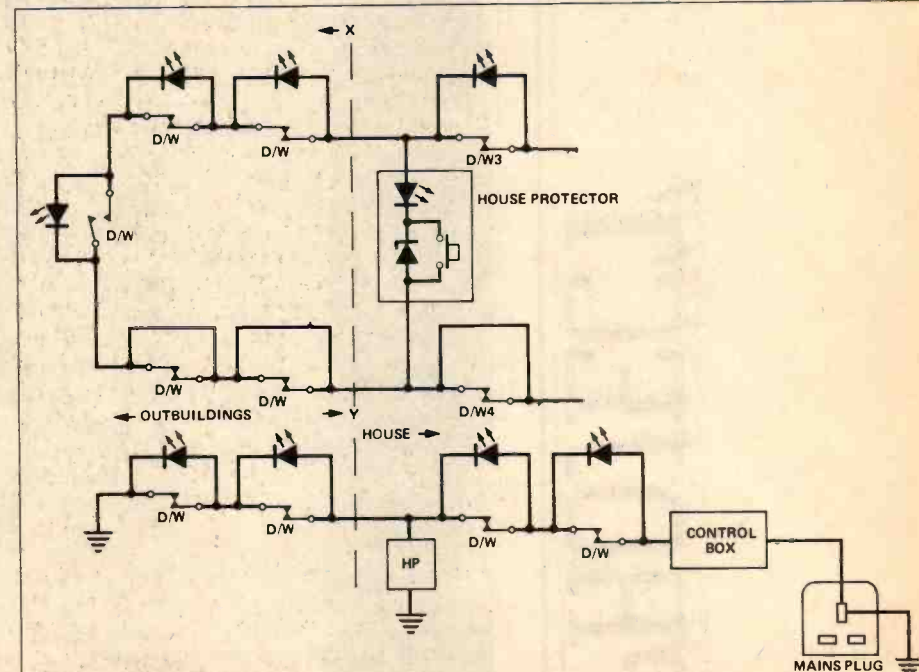 ← X
D/W
D/W
D/W3
HOUSE PROTECTOR
D/W
D/W
D/W
D/W4
← OUTBUILDINGS
→ Y
HOUSE →
D/W
D/W
D/W
D/W
HP
CONTROL
BOX
MAINS PLUG